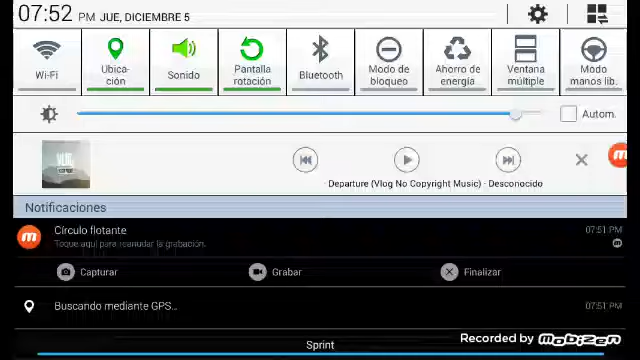 07:52 PM JUE, DICIEMBRE 5
Wi-Fi
Ubica-
ción
Sonido
Pantalla
rotación
Bluetooth
Modo de
bloqueo
Ahorro de
energía
Ventana
múltiple
Modo
manos lib.
Autom.
VLOG
Departure (Vlog No Copyright Music) - Desconocido
Notificaciones
Círculo flotante 07:51 PM
Toque aquí para reanudar la grabación.
Capturar Grabar Finalizar
Buscando mediante GPS... 07:51 PM
Sprint
Recorded by mobizen